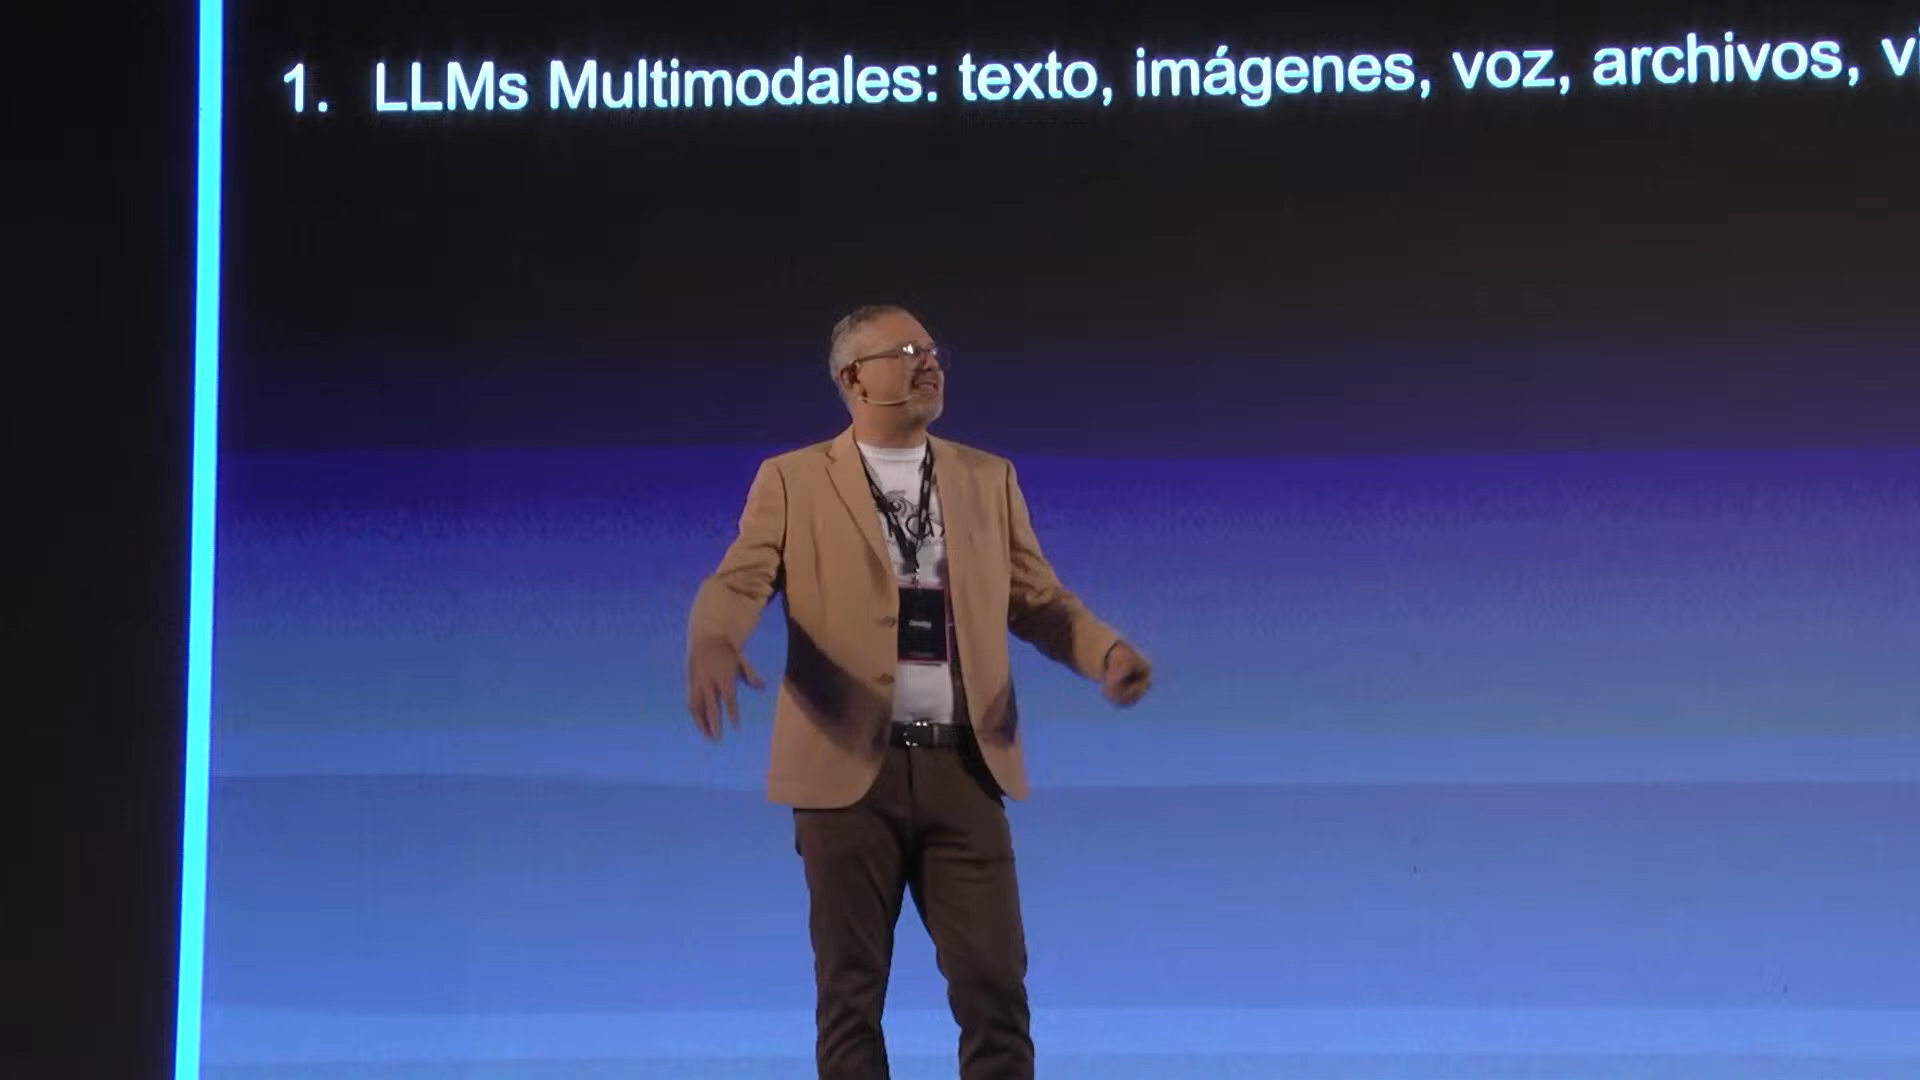 1. LLMs Multimodales: texto, imágenes, voz, archivos,